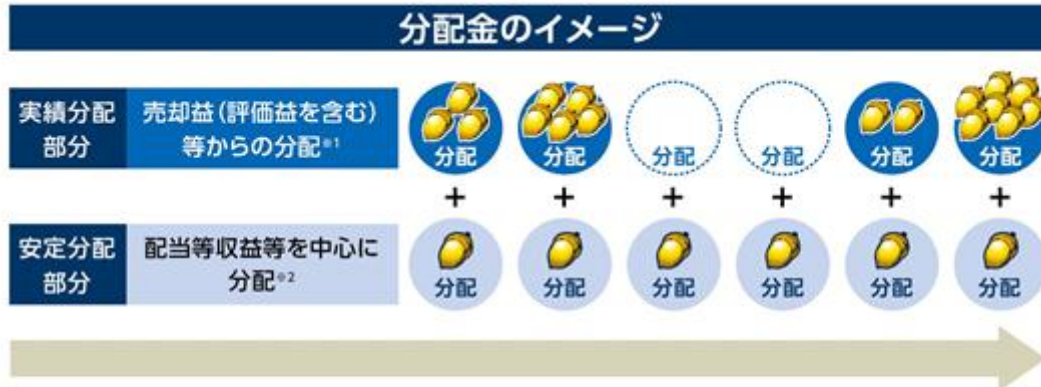 分配金のイメージ
実績分配
部分
売却益(評価益を含む)
等からの分配※1
分配 分配 分配 分配 分配 分配
+ + + + + +
安定分配
部分
配当等収益等を中心に
分配※2
分配 分配 分配 分配 分配 分配